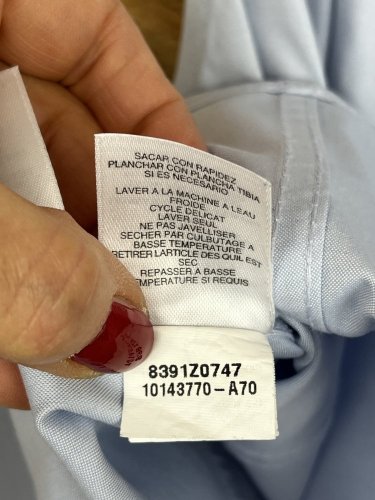 SACAR CON RAPIDEZ
PLANCHAR CON PLANCHA TIBIA
SI ES NECESARIO
LAVER A LA MACHINE A L'EAU
FROIDE
CYCLE DELICAT
LAVER SEUL
NE PAS JAVELLISER
SECHER PAR CULBUTAGE A
BASSE TEMPERATURE
RETIRER L'ARTICLE DES QU'IL EST
SEC
REPASSER A BASSE
TEMPERATURE SI REQUIS
8391Z0747
10143770-A70